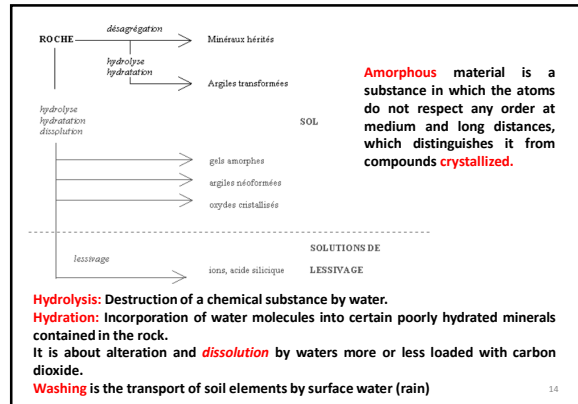 désagrégation
ROCHE
Minéraux hérités
hydrolyse
hydratation
Argiles transformées
Amorphous material is a
substance in which the atoms
do not respect any order at
medium and long distances,
which distinguishes it from
compounds crystallized.
hydrolyse
hydratation
dissolution
SOL
gels amorphes
argiles néoformées
oxydes cristallisés
SOLUTIONS DE
lessivage
ions, acide silicique
LESSIVAGE
Hydrolysis: Destruction of a chemical substance by water.
Hydration: Incorporation of water molecules into certain poorly hydrated minerals
contained in the rock.
It is about alteration and dissolution by waters more or less loaded with carbon
dioxide.
Washing is the transport of soil elements by surface water (rain)
14